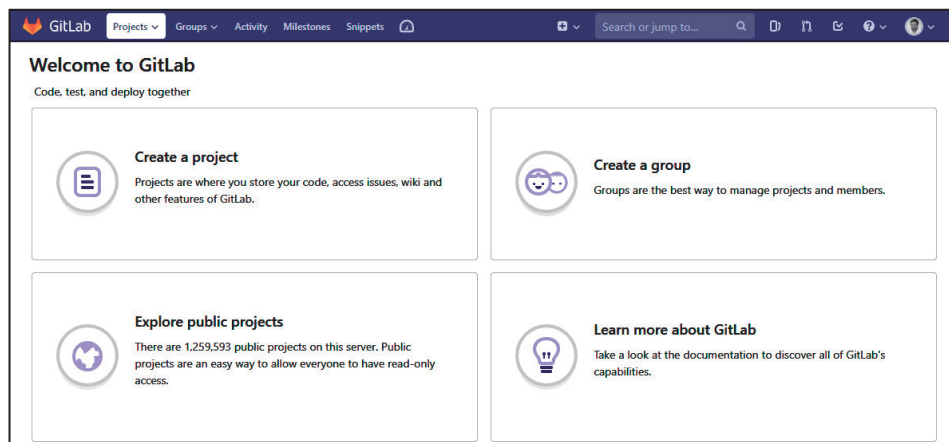 GitLab Projects Groups Activity Milestones Snippets Search or jump to...
Welcome to GitLab
Code, test, and deploy together
Create a project
Projects are where you store your code, access issues, wiki and
other features of GitLab.
Create a group
Groups are the best way to manage projects and members.
Explore public projects
There are 1,259,593 public projects on this server. Public
projects are an easy way to allow everyone to have read-only
access.
Learn more about GitLab
Take a look at the documentation to discover all of GitLab's
capabilities.